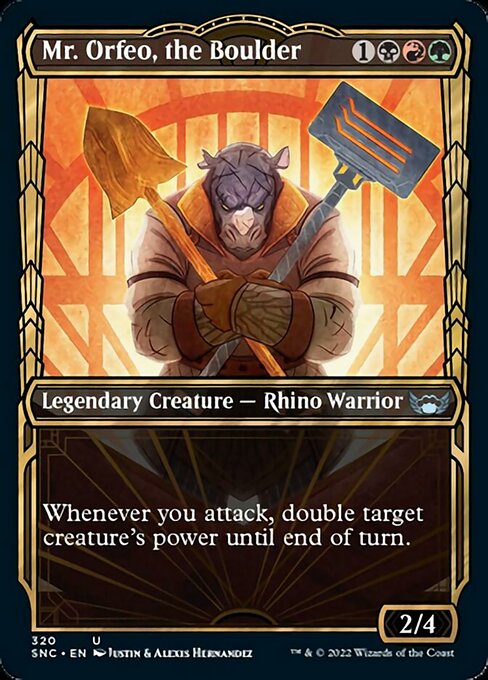 Mr. Orfeo, the Boulder 1
Legendary Creature — Rhino Warrior
Whenever you attack, double target
creature's power until end of turn.
2/4
320 U
SNC • EN Justin & Alexis Hernandez ™ & © 2022 Wizards of the Coast